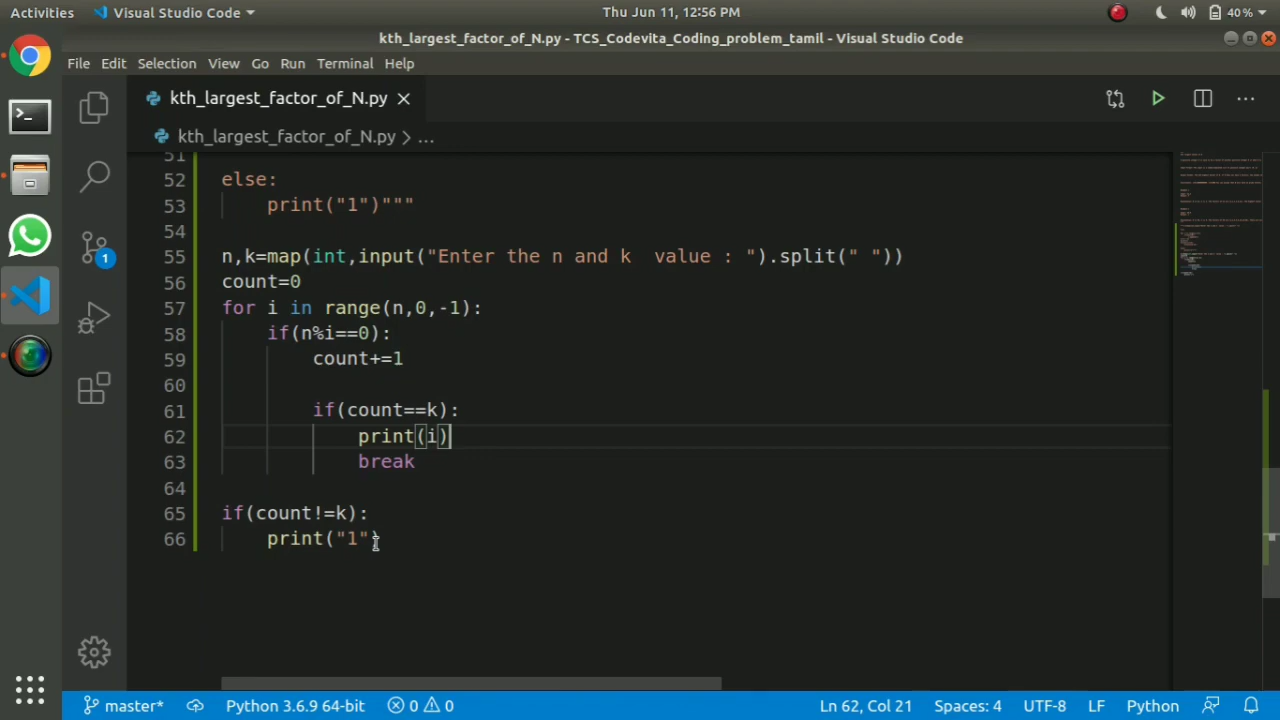 Activities Visual Studio Code Thu Jun 11, 12:56 PM 40%
kth_largest_factor_of_N.py - TCS_Codevita_Coding_problem_tamil - Visual Studio Code
File Edit Selection View Go Run Terminal Help
kth_largest_factor_of_N.py
kth_largest_factor_of_N.py > ...
51
52 else:
53     print("1")"""
54
55 n,k=map(int,input("Enter the n and k  value : ").split(" "))
56 count=0
57 for i in range(n,0,-1):
58     if(n%i==0):
59         count+=1
60
61         if(count==k):
62             print(i)
63             break
64
65 if(count!=k):
66     print("1")
1
master* Python 3.6.9 64-bit 0 0 Ln 62, Col 21 Spaces: 4 UTF-8 LF Python